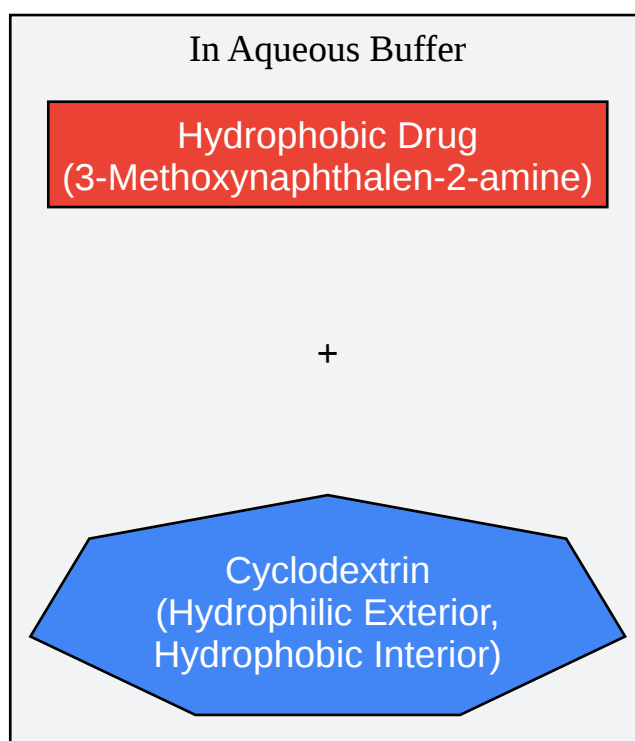 In Aqueous Buffer
Hydrophobic Drug
(3-Methoxynaphthalen-2-amine)
+
Cyclodextrin
(Hydrophilic Exterior,
Hydrophobic Interior)